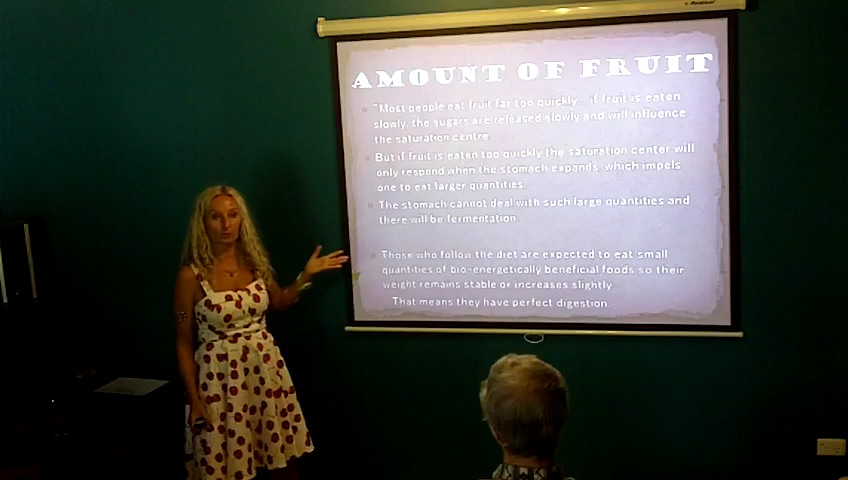 AMOUNT OF FRUIT
"Most people eat fruit far too quickly... if fruit is eaten
slowly, the sugars are released slowly and will influence
the saturation centre.
But if fruit is eaten too quickly the saturation center will
only respond when the stomach expands, which impels
one to eat larger quantities.
The stomach cannot deal with such large quantities and
there will be fermentation.
Those who follow the diet are expected to eat small
quantities of bio-energetically beneficial foods so their
weight remains stable or increases slightly.
That means they have perfect digestion.